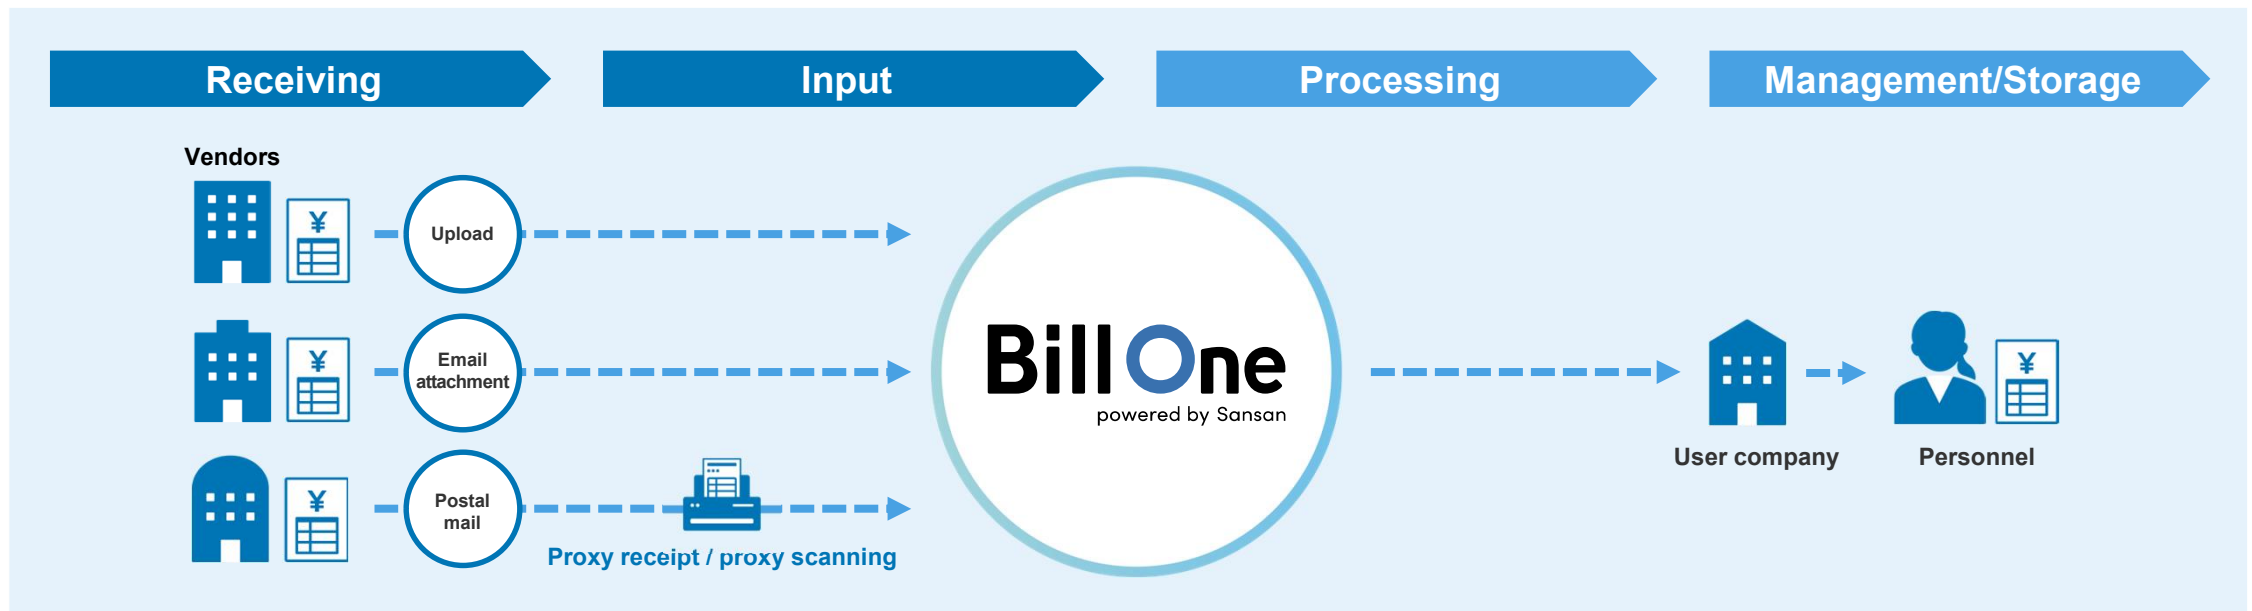 Receiving
Input
Processing
Management/Storage
Vendors
¥
Upload
¥
Email
attachment
¥
Postal
mail
Proxy receipt / proxy scanning
Bill One
powered by Sansan
User company
¥
Personnel